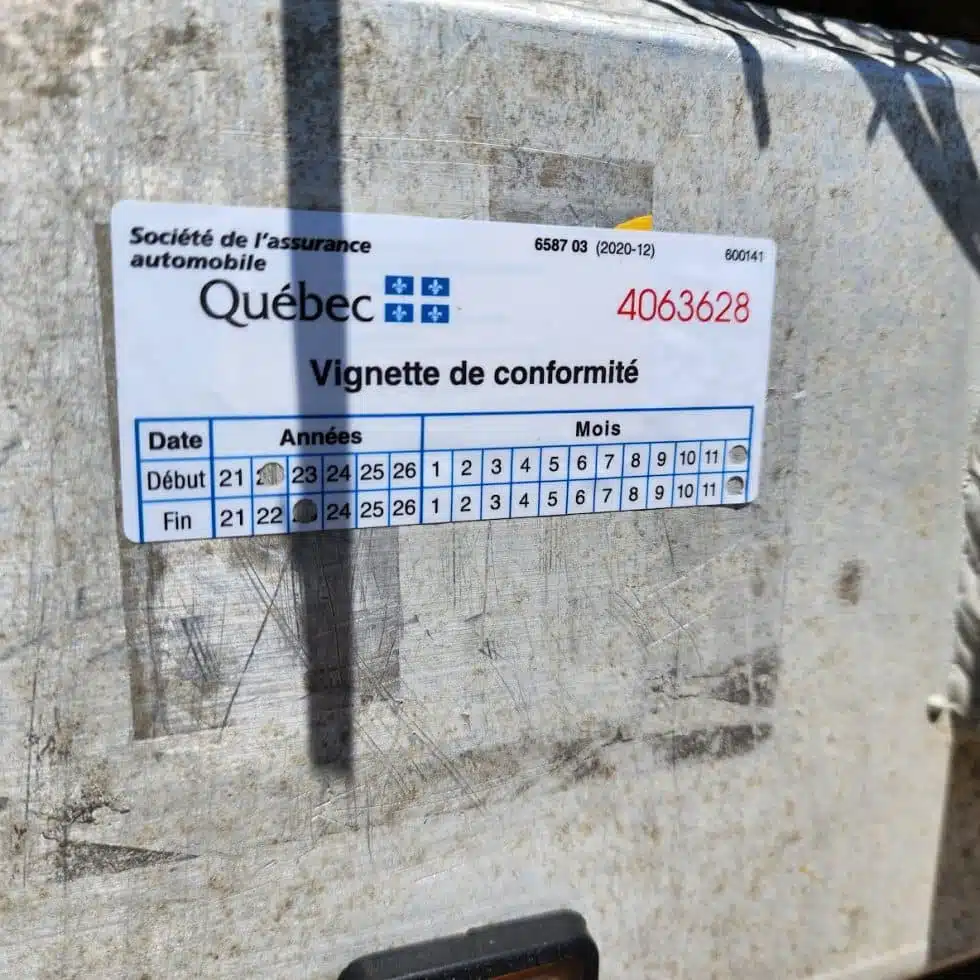 Société de l'assurance
automobile
Québec
6587 03 (2020-12)
600141
4063628
Vignette de conformité
Date Années Mois
Début 21 23 24 25 26 1 2 3 4 5 6 7 8 9 10 11
Fin 21 22 24 25 26 1 2 3 4 5 6 7 8 9 10 11